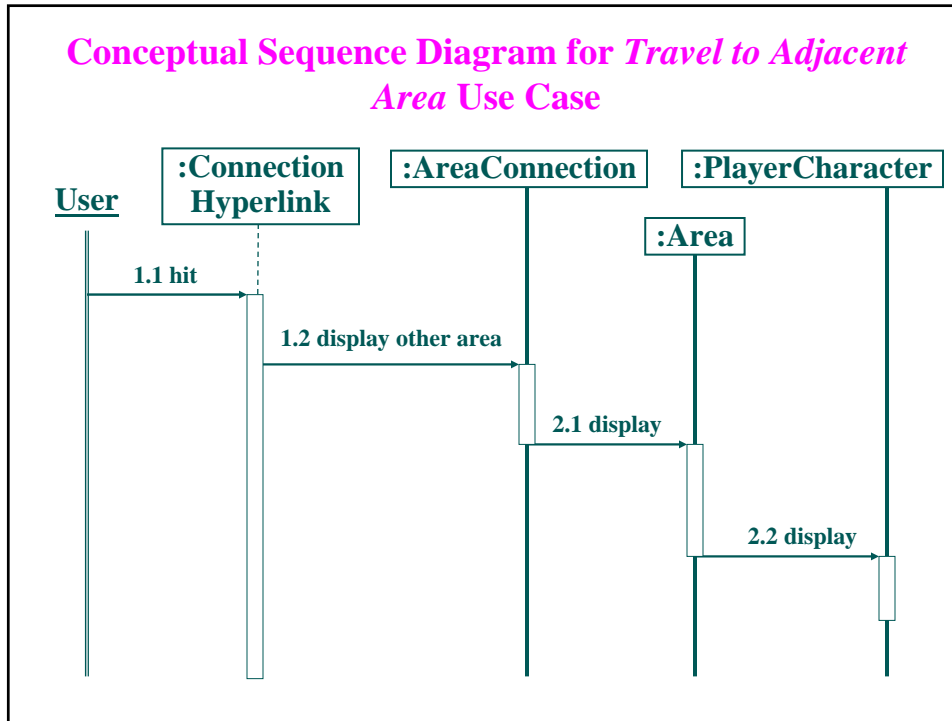 Conceptual Sequence Diagram for Travel to Adjacent
Area Use Case
User
:Connection
Hyperlink
:AreaConnection
:PlayerCharacter
:Area
1.1 hit
1.2 display other area
2.1 display
2.2 display